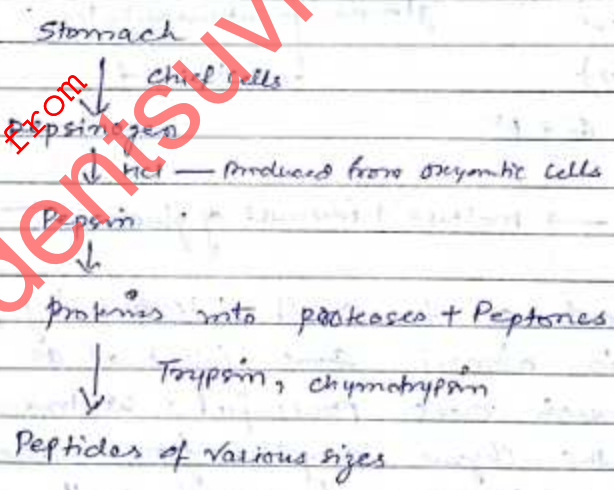 Stomach
↓ chief cells
from
Pepsinogen
↓ HCl — Produced from oxyntic cells
Pepsin
↓
proteins into proteoses + Peptones
↓ Trypsin, chymotrypsin
Peptides of various sizes